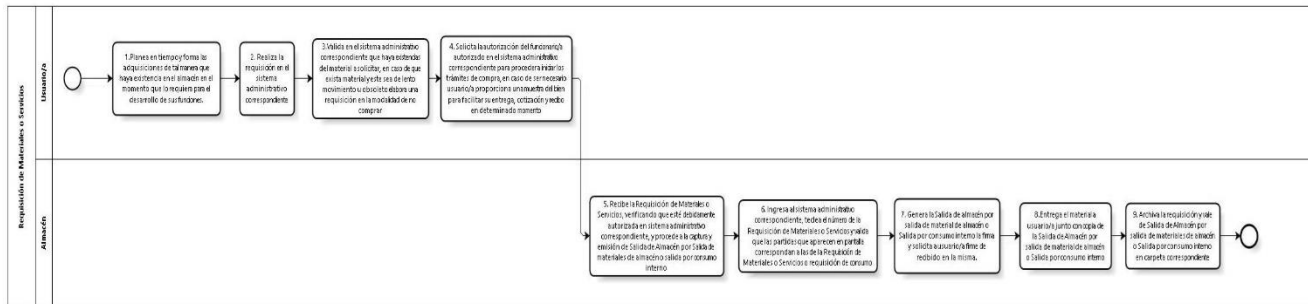 Requisición de Materiales o Servicios
Usuario/a
1. Planea en tiempo y forma las
adquisiciones de tal manera que
haya existencia en el almacén en el
momento que lo requiera para el
desarrollo de sus funciones.
2. Realiza la
requisición en el
sistema
administrativo
correspondiente
3. Valida en el sistema administrativo
correspondiente que haya existencias
del material a solicitar, en caso de que
exista material y este sea de lento
movimiento u obsoleto elabora una
requisición en la modalidad de no
comprar
4. Solicita la autorización del funcionario/a
autorizado en el sistema administrativo
correspondiente para proceder a iniciar los
trámites de compra, en caso de ser necesario
usuario/a proporciona una muestra del bien
para facilitar su entrega, cotización y recibo
en determinado momento
Almacén
5. Recibe la Requisición de Materiales o
Servicios, verificando que esté debidamente
autorizada en sistema administrativo
correspondiente, y procede a la captura y
emisión de Salida de Almacén por Salida de
materiales de almacén o salida por consumo
interno
6. Ingresa al sistema administrativo
correspondiente, teclea el número de la
Requisición de Materiales o Servicios y valida
que las partidas que aparecen en pantalla
correspondan a las de la Requisición de
Materiales o Servicios o requisición de consumo
7. Genera la Salida de almacén por
salida de material de almacén o
Salida por consumo interno la firma
y solicita a usuario/a firme de
recibido en la misma.
8. Entrega el material a
usuario/a junto con copia de
la Salida de Almacén por
salida de material de almacén
o Salida por consumo interno
9. Archiva la requisición y vale
de Salida de Almacén por
salida de materiales de almacén
o Salida por consumo interno
en carpeta correspondiente